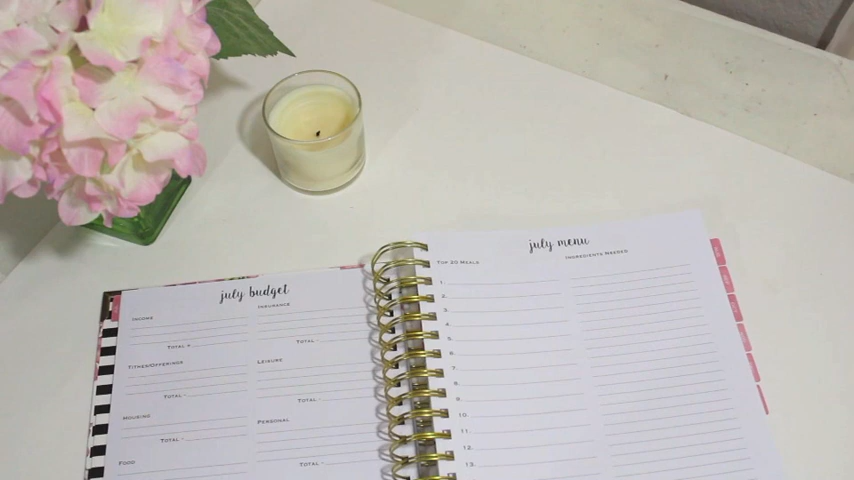 july budget
INCOME
TOTAL +
TITHES/OFFERINGS
TOTAL -
HOUSING
TOTAL -
FOOD
INSURANCE
TOTAL -
LEISURE
TOTAL -
PERSONAL
TOTAL -
july menu
TOP 20 MEALS
1.
2.
3.
4.
5.
6.
7.
8.
9.
10.
11.
12.
13.
INGREDIENTS NEEDED